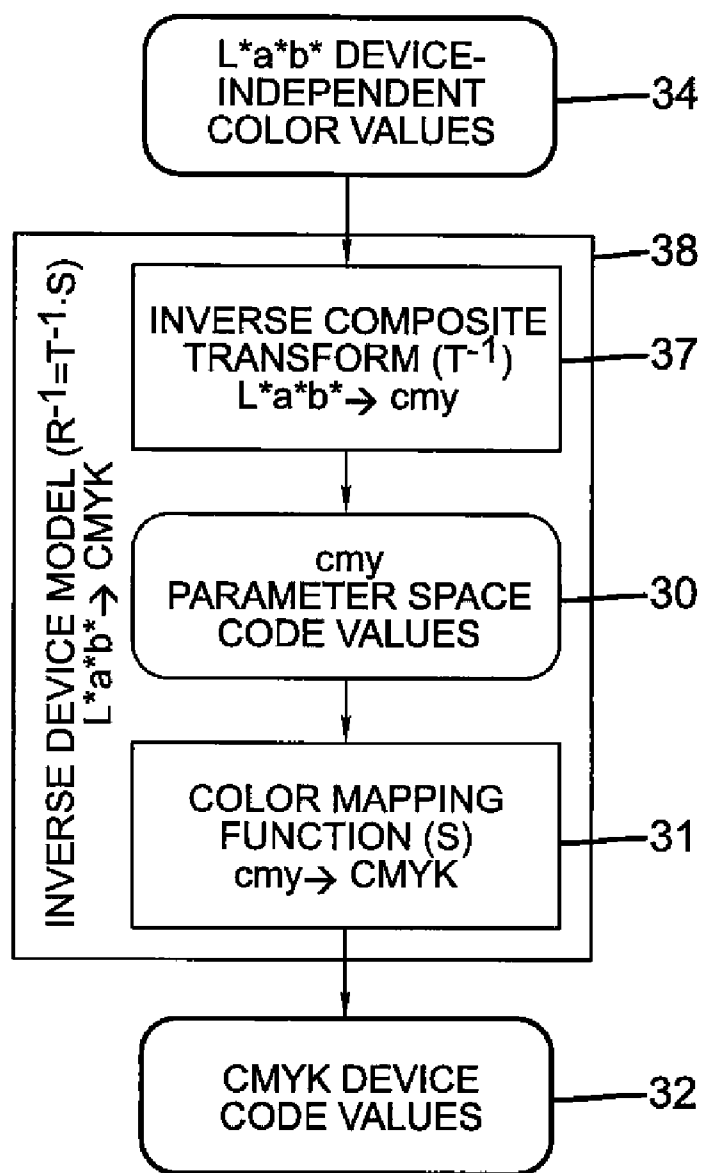 L*a*b* DEVICE-
INDEPENDENT
COLOR VALUES
34
38
INVERSE DEVICE MODEL (R⁻¹=T⁻¹·S)
L*a*b*→ CMYK
INVERSE COMPOSITE
TRANSFORM (T⁻¹)
L*a*b*→ cmy
37
cmy
PARAMETER SPACE
CODE VALUES
30
COLOR MAPPING
FUNCTION (S)
cmy→ CMYK
31
CMYK DEVICE
CODE VALUES
32